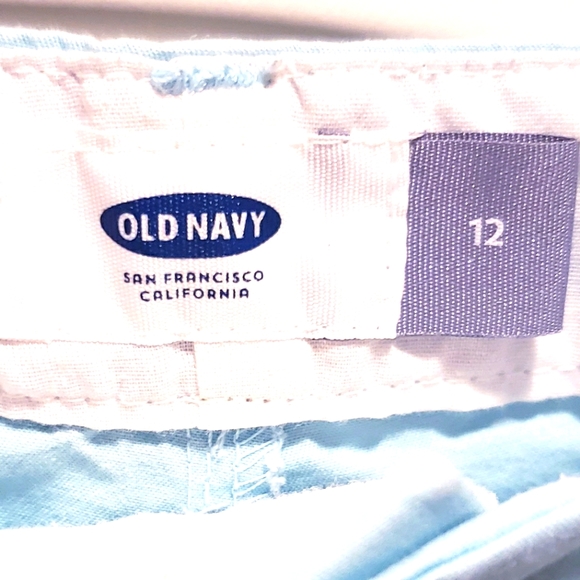 OLD NAVY
SAN FRANCISCO
CALIFORNIA
12